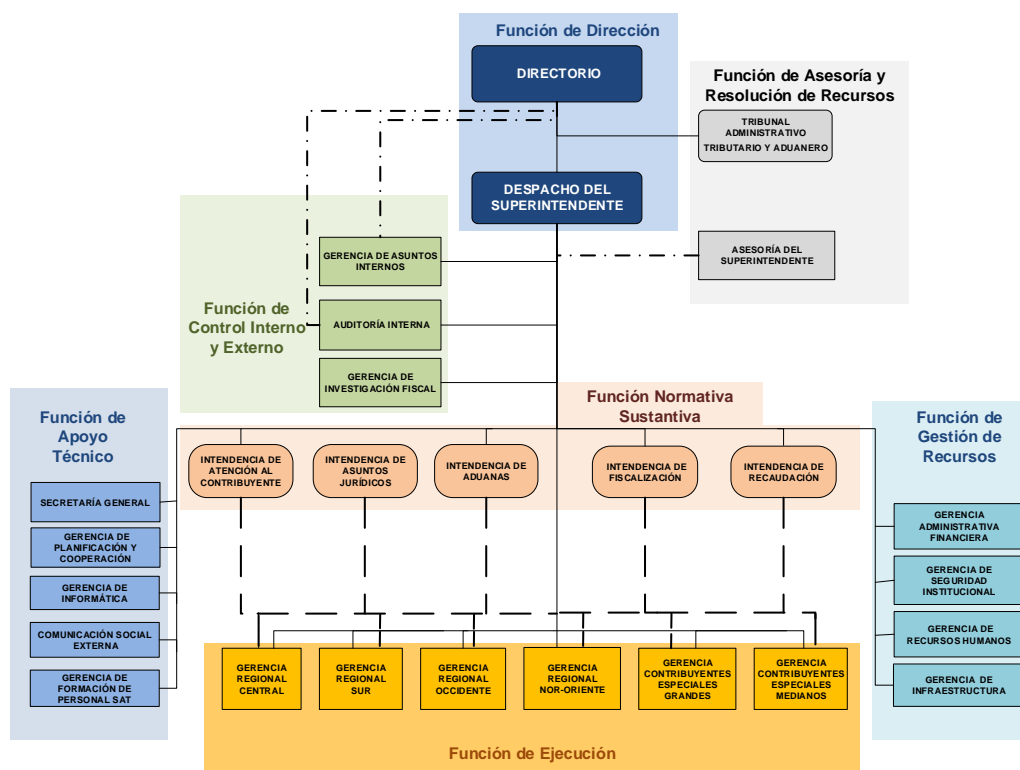 Función de Dirección
DIRECTORIO
Función de Asesoría y
Resolución de Recursos
TRIBUNAL
ADMINISTRATIVO
TRIBUTARIO Y ADUANERO
DESPACHO DEL
SUPERINTENDENTE
ASESORÍA DEL
SUPERINTENDENTE
GERENCIA DE ASUNTOS
INTERNOS
Función de
Control Interno
y Externo
AUDITORÍA INTERNA
GERENCIA DE
INVESTIGACIÓN FISCAL
Función Normativa
Sustantiva
Función de
Apoyo
Técnico
Función de
Gestión de
Recursos
INTENDENCIA DE
ATENCIÓN AL
CONTRIBUYENTE
INTENDENCIA DE
ASUNTOS
JURÍDICOS
INTENDENCIA DE
ADUANAS
INTENDENCIA DE
FISCALIZACIÓN
INTENDENCIA DE
RECAUDACIÓN
SECRETARÍA GENERAL
GERENCIA DE
PLANIFICACIÓN Y
COOPERACIÓN
GERENCIA DE
INFORMÁTICA
COMUNICACIÓN SOCIAL
EXTERNA
GERENCIA DE
FORMACIÓN DE
PERSONAL SAT
GERENCIA
ADMINISTRATIVA
FINANCIERA
GERENCIA DE
SEGURIDAD
INSTITUCIONAL
GERENCIA DE
RECURSOS HUMANOS
GERENCIA DE
INFRAESTRUCTURA
GERENCIA
REGIONAL
CENTRAL
GERENCIA
REGIONAL
SUR
GERENCIA
REGIONAL
OCCIDENTE
GERENCIA
REGIONAL
NOR-ORIENTE
GERENCIA
CONTRIBUYENTES
ESPECIALES
GRANDES
GERENCIA
CONTRIBUYENTES
ESPECIALES
MEDIANOS
Función de Ejecución